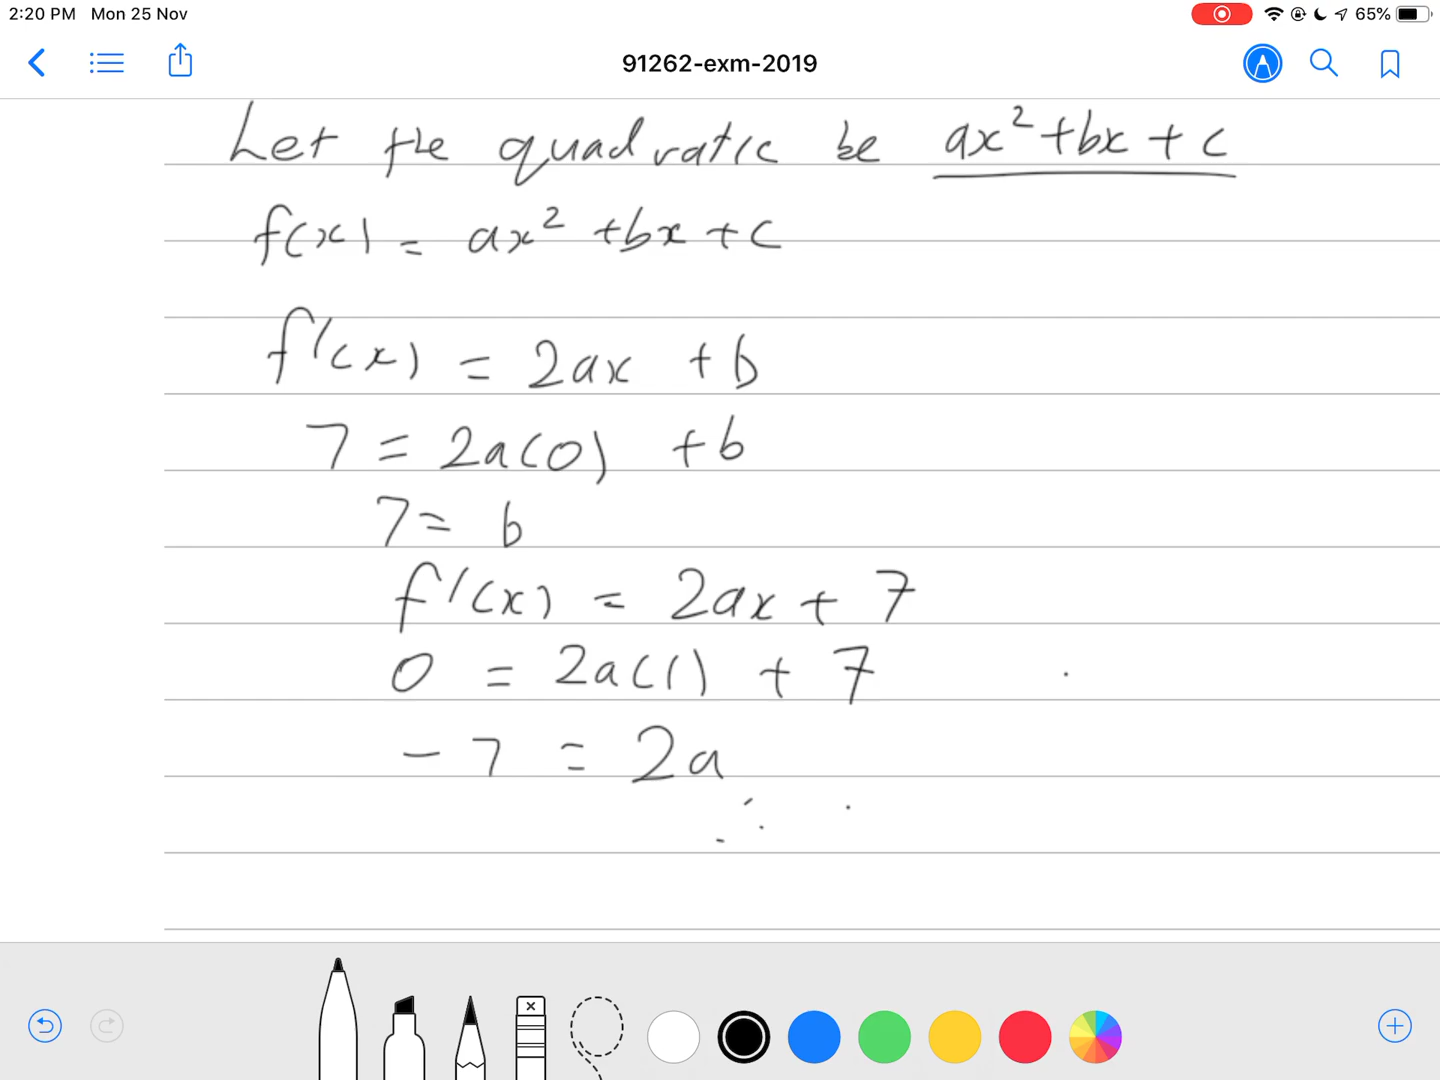 2:20 PM Mon 25 Nov 65%
91262-exm-2019
Let the quadratic be ax² + bx + c
f(x) = ax² + bx + c
f'(x) = 2ax + b
7 = 2a(0) + b
7 = b
f'(x) = 2ax + 7
0 = 2a(1) + 7
-7 = 2a
∴